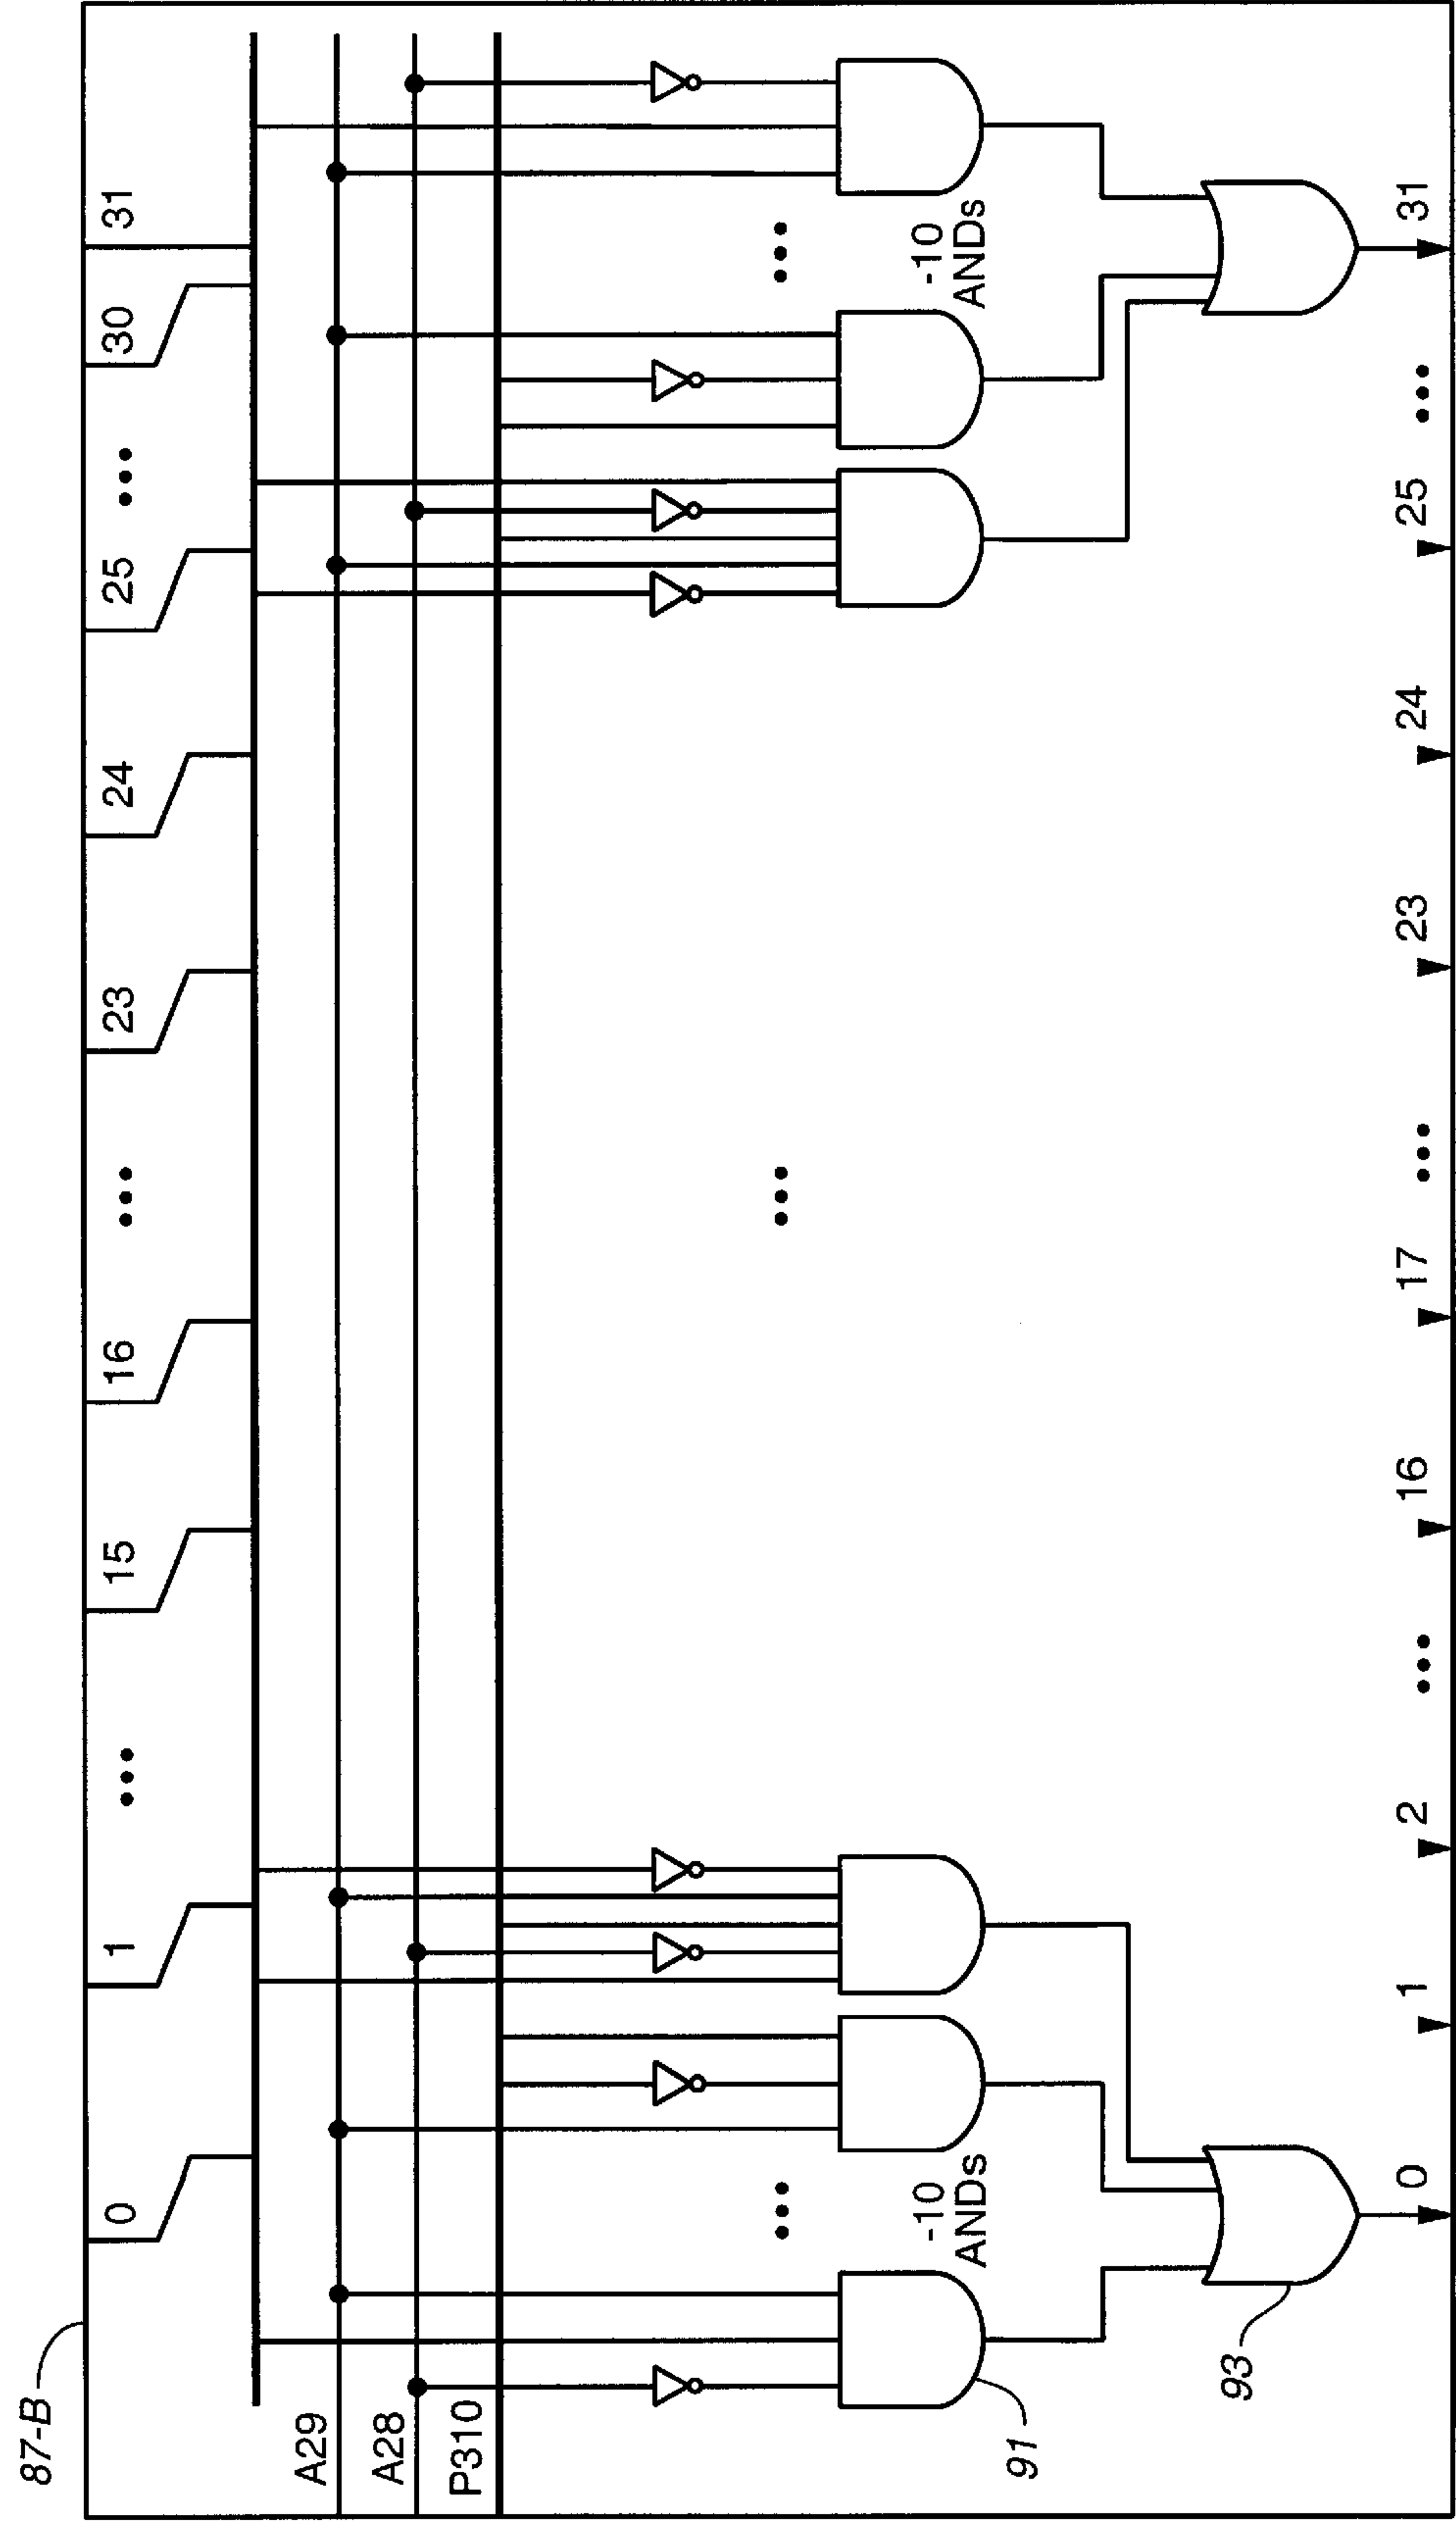 87-B
0 1 ••• 15 16 ••• 23 24 25 ••• 30 31
A29
A28
P310
••• ••• •••
-10 -10
ANDs ANDs
91
93
0 1 2 ••• 16 17 ••• 23 24 25 ••• 31